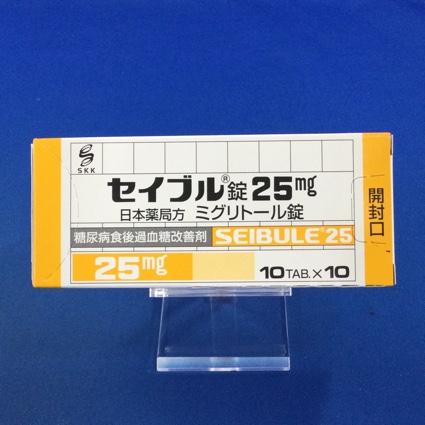 SKK
セイブル®錠25mg
日本薬局方 ミグリトール錠
糖尿病食後過血糖改善剤 SEIBULE®25
25mg
10TAB.×10
開封口